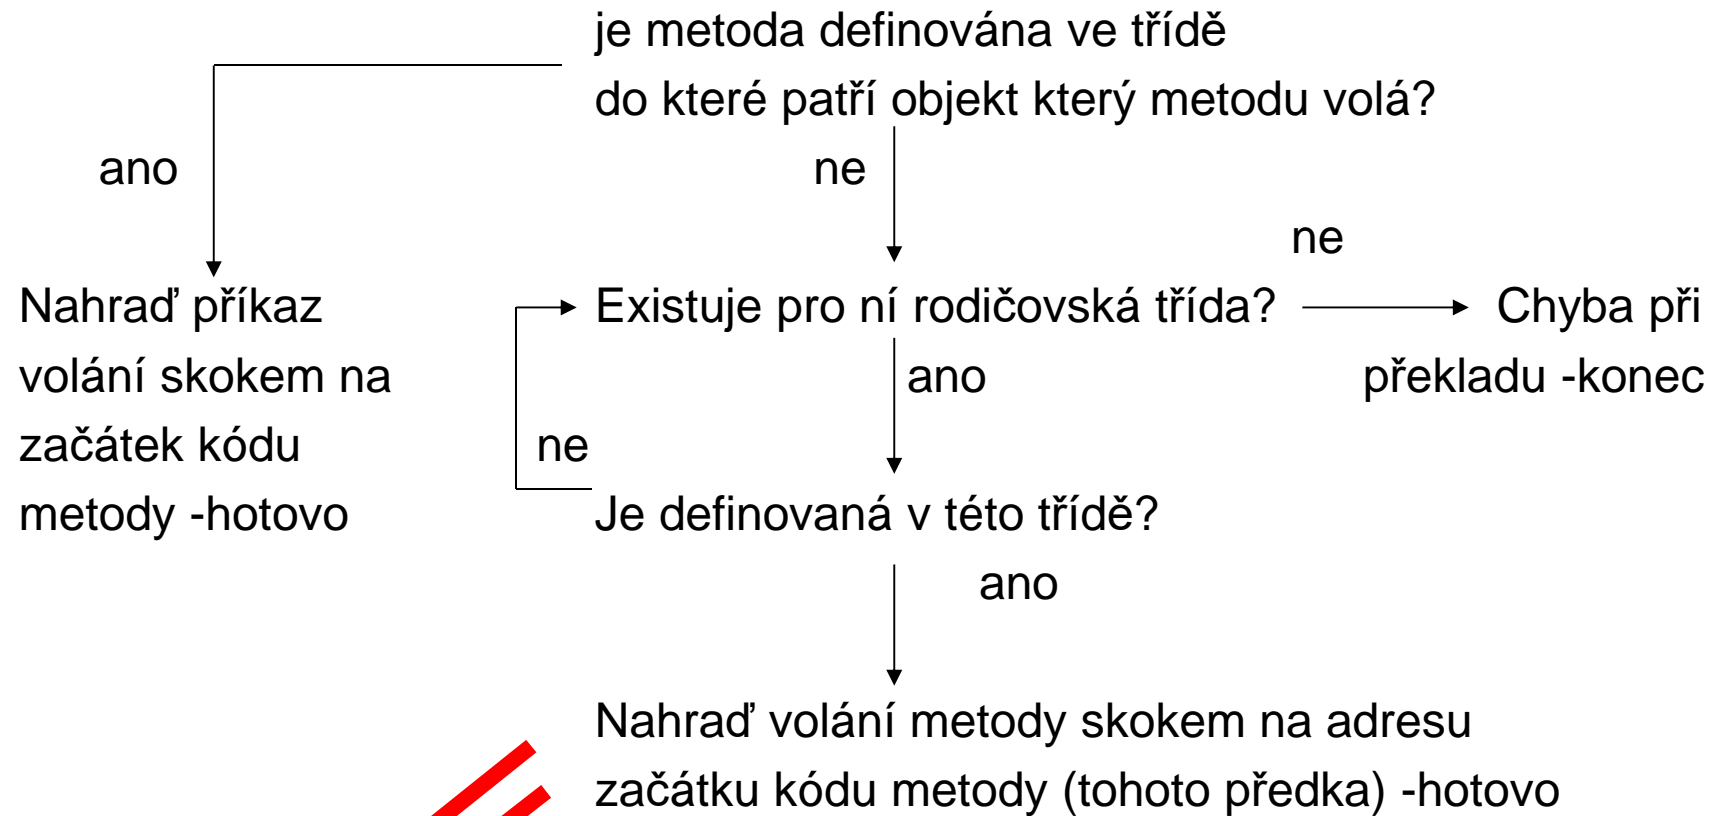 je metoda definována ve třídě
do které patří objekt který metodu volá?
ano
ne
ne
Nahraď příkaz
volání skokem na
začátek kódu
metody -hotovo
Existuje pro ní rodičovská třída?
Chyba při
překladu -konec
ano
ne
Je definovaná v této třídě?
ano
Nahraď volání metody skokem na adresu
začátku kódu metody (tohoto předka) -hotovo